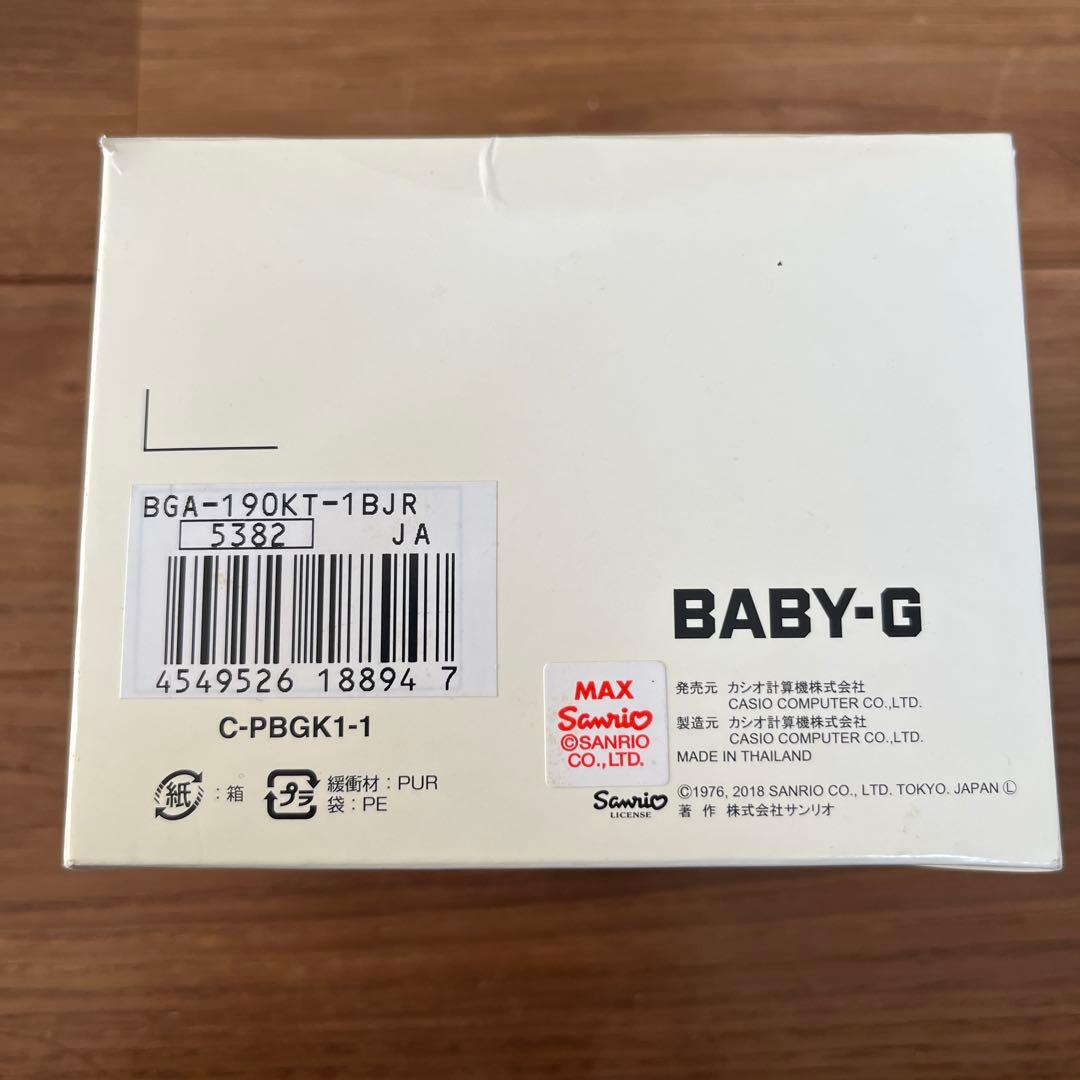 BGA-190KT-1BJR
5382 JA
4549526 18894 7
C-PBGK1-1
紙 : 箱
プラ 緩衝材 : PUR
袋 : PE
BABY-G
MAX
Sanrio
©SANRIO
CO.,LTD.
発売元 カシオ計算機株式会社
CASIO COMPUTER CO.,LTD.
製造元 カシオ計算機株式会社
CASIO COMPUTER CO.,LTD.
MADE IN THAILAND
Sanrio
LICENSE
©1976, 2018 SANRIO CO., LTD. TOKYO. JAPAN Ⓛ
著 作 株式会社サンリオ